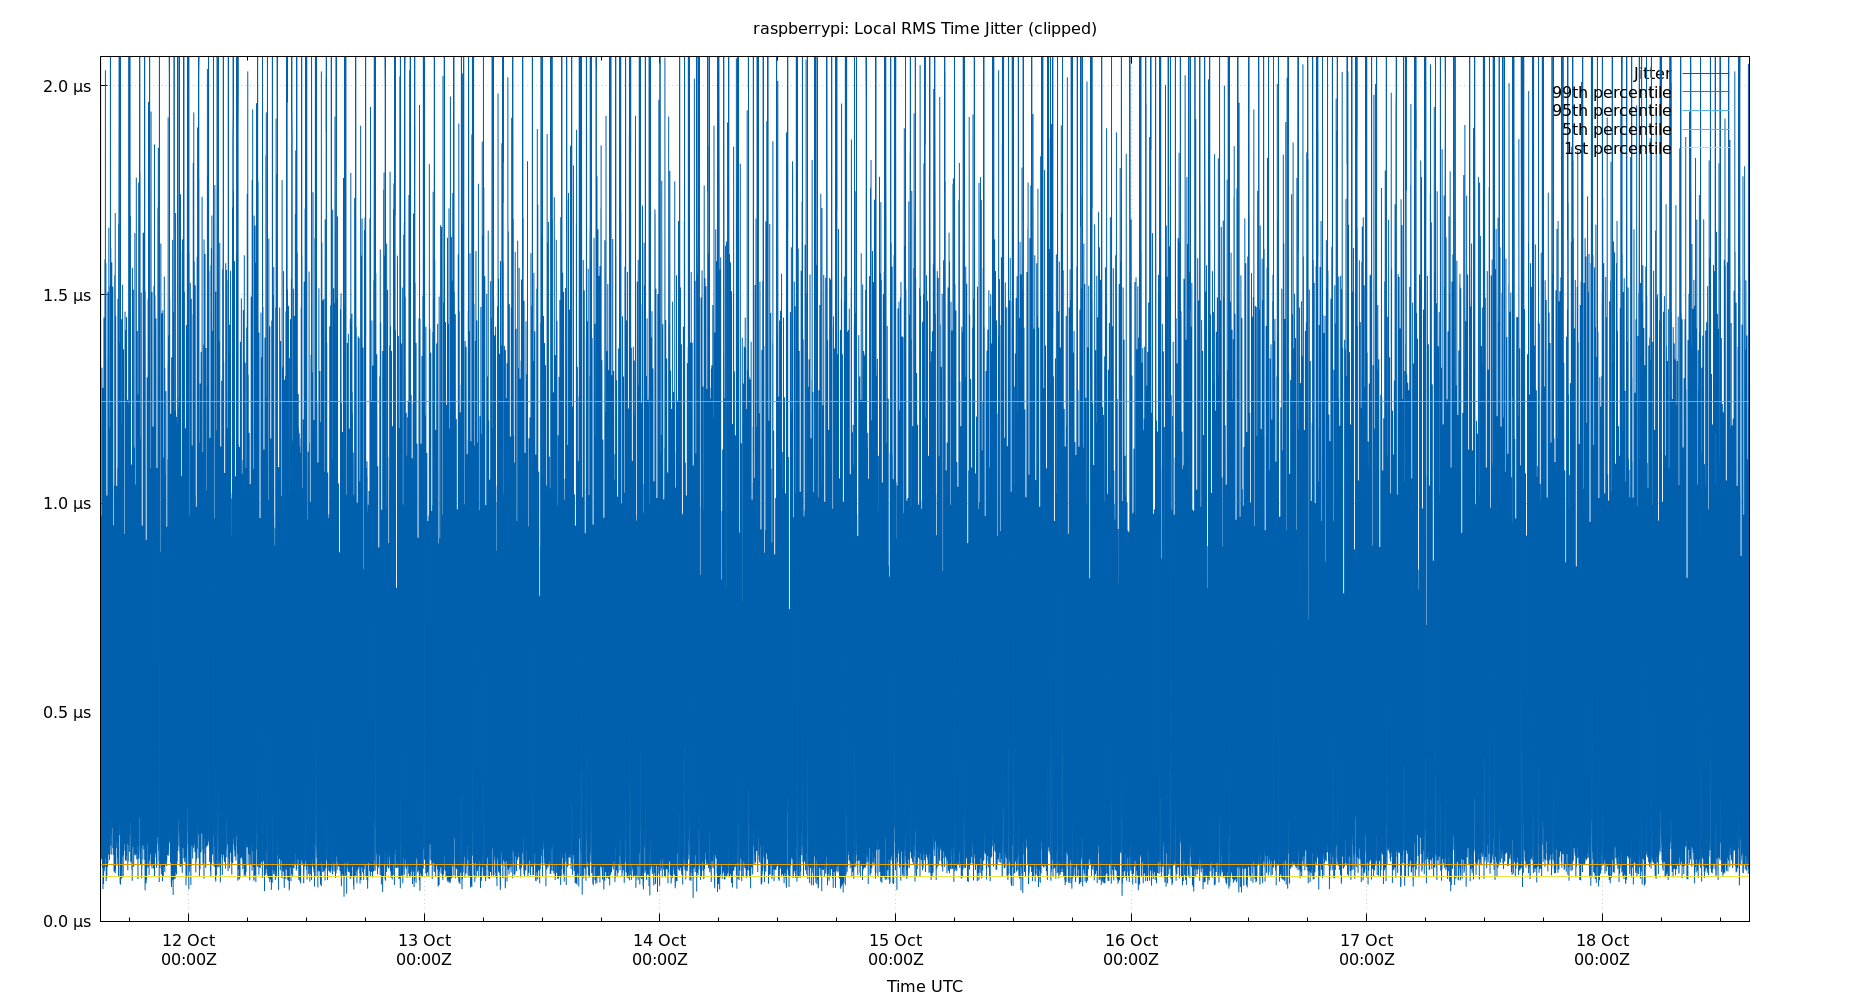 raspberrypi: Local RMS Time Jitter (clipped)
2.0 µs
1.5 µs
1.0 µs
0.5 µs
0.0 µs
Jitter
99th percentile
95th percentile
5th percentile
1st percentile
12 Oct 13 Oct 14 Oct 15 Oct 16 Oct 17 Oct 18 Oct
00:00Z 00:00Z 00:00Z 00:00Z 00:00Z 00:00Z 00:00Z
Time UTC